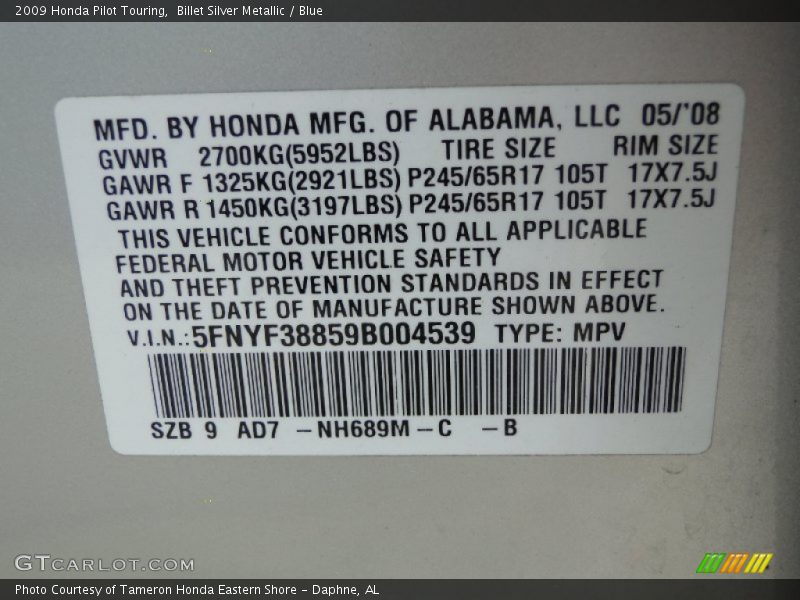 2009 Honda Pilot Touring,  Billet Silver Metallic / Blue
MFD. BY HONDA MFG. OF ALABAMA, LLC 05/'08
GVWR 2700KG(5952LBS) TIRE SIZE RIM SIZE
GAWR F 1325KG(2921LBS) P245/65R17 105T 17X7.5J
GAWR R 1450KG(3197LBS) P245/65R17 105T 17X7.5J
THIS VEHICLE CONFORMS TO ALL APPLICABLE
FEDERAL MOTOR VEHICLE SAFETY
AND THEFT PREVENTION STANDARDS IN EFFECT
ON THE DATE OF MANUFACTURE SHOWN ABOVE.
V.I.N.:5FNYF38859B004539 TYPE: MPV
SZB 9 AD7 –NH689M–C –B
GTCARLOT.COM
Photo Courtesy of Tameron Honda Eastern Shore – Daphne, AL